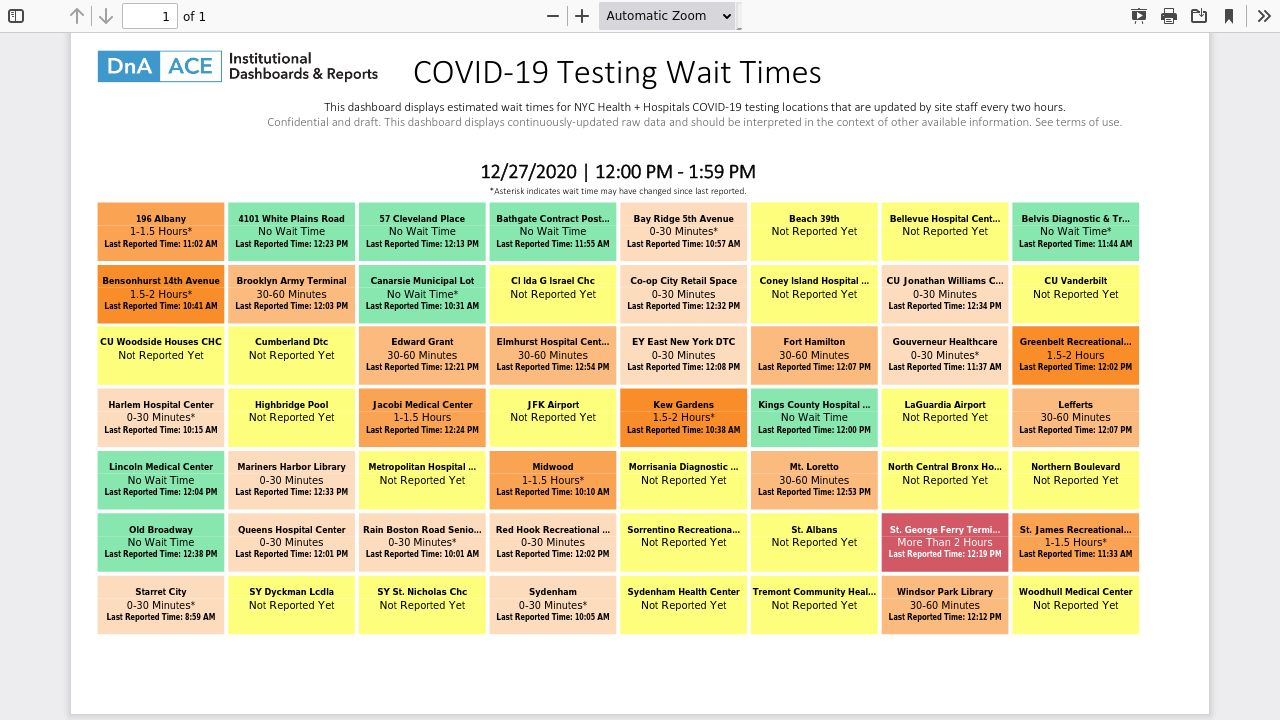 1 of 1 Automatic Zoom
DnA ACE Institutional
Dashboards & Reports
COVID-19 Testing Wait Times
This dashboard displays estimated wait times for NYC Health + Hospitals COVID-19 testing locations that are updated by site staff every two hours.
Confidential and draft. This dashboard displays continuously-updated raw data and should be interpreted in the context of other available information. See terms of use.
12/27/2020 | 12:00 PM - 1:59 PM
*Asterisk indicates wait time may have changed since last reported.
196 Albany
1-1.5 Hours*
Last Reported Time: 11:02 AM
4101 White Plains Road
No Wait Time
Last Reported Time: 12:23 PM
57 Cleveland Place
No Wait Time
Last Reported Time: 12:13 PM
Bathgate Contract Post...
No Wait Time
Last Reported Time: 11:55 AM
Bay Ridge 5th Avenue
0-30 Minutes*
Last Reported Time: 10:57 AM
Beach 39th
Not Reported Yet
Bellevue Hospital Cent...
Not Reported Yet
Belvis Diagnostic & Tr...
No Wait Time*
Last Reported Time: 11:44 AM
Bensonhurst 14th Avenue
1.5-2 Hours*
Last Reported Time: 10:41 AM
Brooklyn Army Terminal
30-60 Minutes
Last Reported Time: 12:03 PM
Canarsie Municipal Lot
No Wait Time*
Last Reported Time: 10:31 AM
CI Ida G Israel Chc
Not Reported Yet
Co-op City Retail Space
0-30 Minutes
Last Reported Time: 12:32 PM
Coney Island Hospital ...
Not Reported Yet
CU Jonathan Williams C...
0-30 Minutes
Last Reported Time: 12:34 PM
CU Vanderbilt
Not Reported Yet
CU Woodside Houses CHC
Not Reported Yet
Cumberland Dtc
Not Reported Yet
Edward Grant
30-60 Minutes
Last Reported Time: 12:21 PM
Elmhurst Hospital Cent...
30-60 Minutes
Last Reported Time: 12:54 PM
EY East New York DTC
0-30 Minutes
Last Reported Time: 12:08 PM
Fort Hamilton
30-60 Minutes
Last Reported Time: 12:07 PM
Gouverneur Healthcare
0-30 Minutes*
Last Reported Time: 11:37 AM
Greenbelt Recreational...
1.5-2 Hours
Last Reported Time: 12:02 PM
Harlem Hospital Center
0-30 Minutes*
Last Reported Time: 10:15 AM
Highbridge Pool
Not Reported Yet
Jacobi Medical Center
1-1.5 Hours
Last Reported Time: 12:24 PM
JFK Airport
Not Reported Yet
Kew Gardens
1.5-2 Hours*
Last Reported Time: 10:38 AM
Kings County Hospital ...
No Wait Time
Last Reported Time: 12:00 PM
LaGuardia Airport
Not Reported Yet
Lefferts
30-60 Minutes
Last Reported Time: 12:07 PM
Lincoln Medical Center
No Wait Time
Last Reported Time: 12:04 PM
Mariners Harbor Library
0-30 Minutes
Last Reported Time: 12:33 PM
Metropolitan Hospital ...
Not Reported Yet
Midwood
1-1.5 Hours*
Last Reported Time: 10:10 AM
Morrisania Diagnostic ...
Not Reported Yet
Mt. Loretto
30-60 Minutes
Last Reported Time: 12:53 PM
North Central Bronx Ho...
Not Reported Yet
Northern Boulevard
Not Reported Yet
Old Broadway
No Wait Time
Last Reported Time: 12:38 PM
Queens Hospital Center
0-30 Minutes
Last Reported Time: 12:01 PM
Rain Boston Road Senio...
0-30 Minutes*
Last Reported Time: 10:01 AM
Red Hook Recreational ...
0-30 Minutes
Last Reported Time: 12:02 PM
Sorrentino Recreationa...
Not Reported Yet
St. Albans
Not Reported Yet
St. George Ferry Termi...
More Than 2 Hours
Last Reported Time: 12:19 PM
St. James Recreational...
1-1.5 Hours*
Last Reported Time: 11:33 AM
Starret City
0-30 Minutes*
Last Reported Time: 8:59 AM
SY Dyckman Lcdla
Not Reported Yet
SY St. Nicholas Chc
Not Reported Yet
Sydenham
0-30 Minutes*
Last Reported Time: 10:05 AM
Sydenham Health Center
Not Reported Yet
Tremont Community Heal...
Not Reported Yet
Windsor Park Library
30-60 Minutes
Last Reported Time: 12:12 PM
Woodhull Medical Center
Not Reported Yet